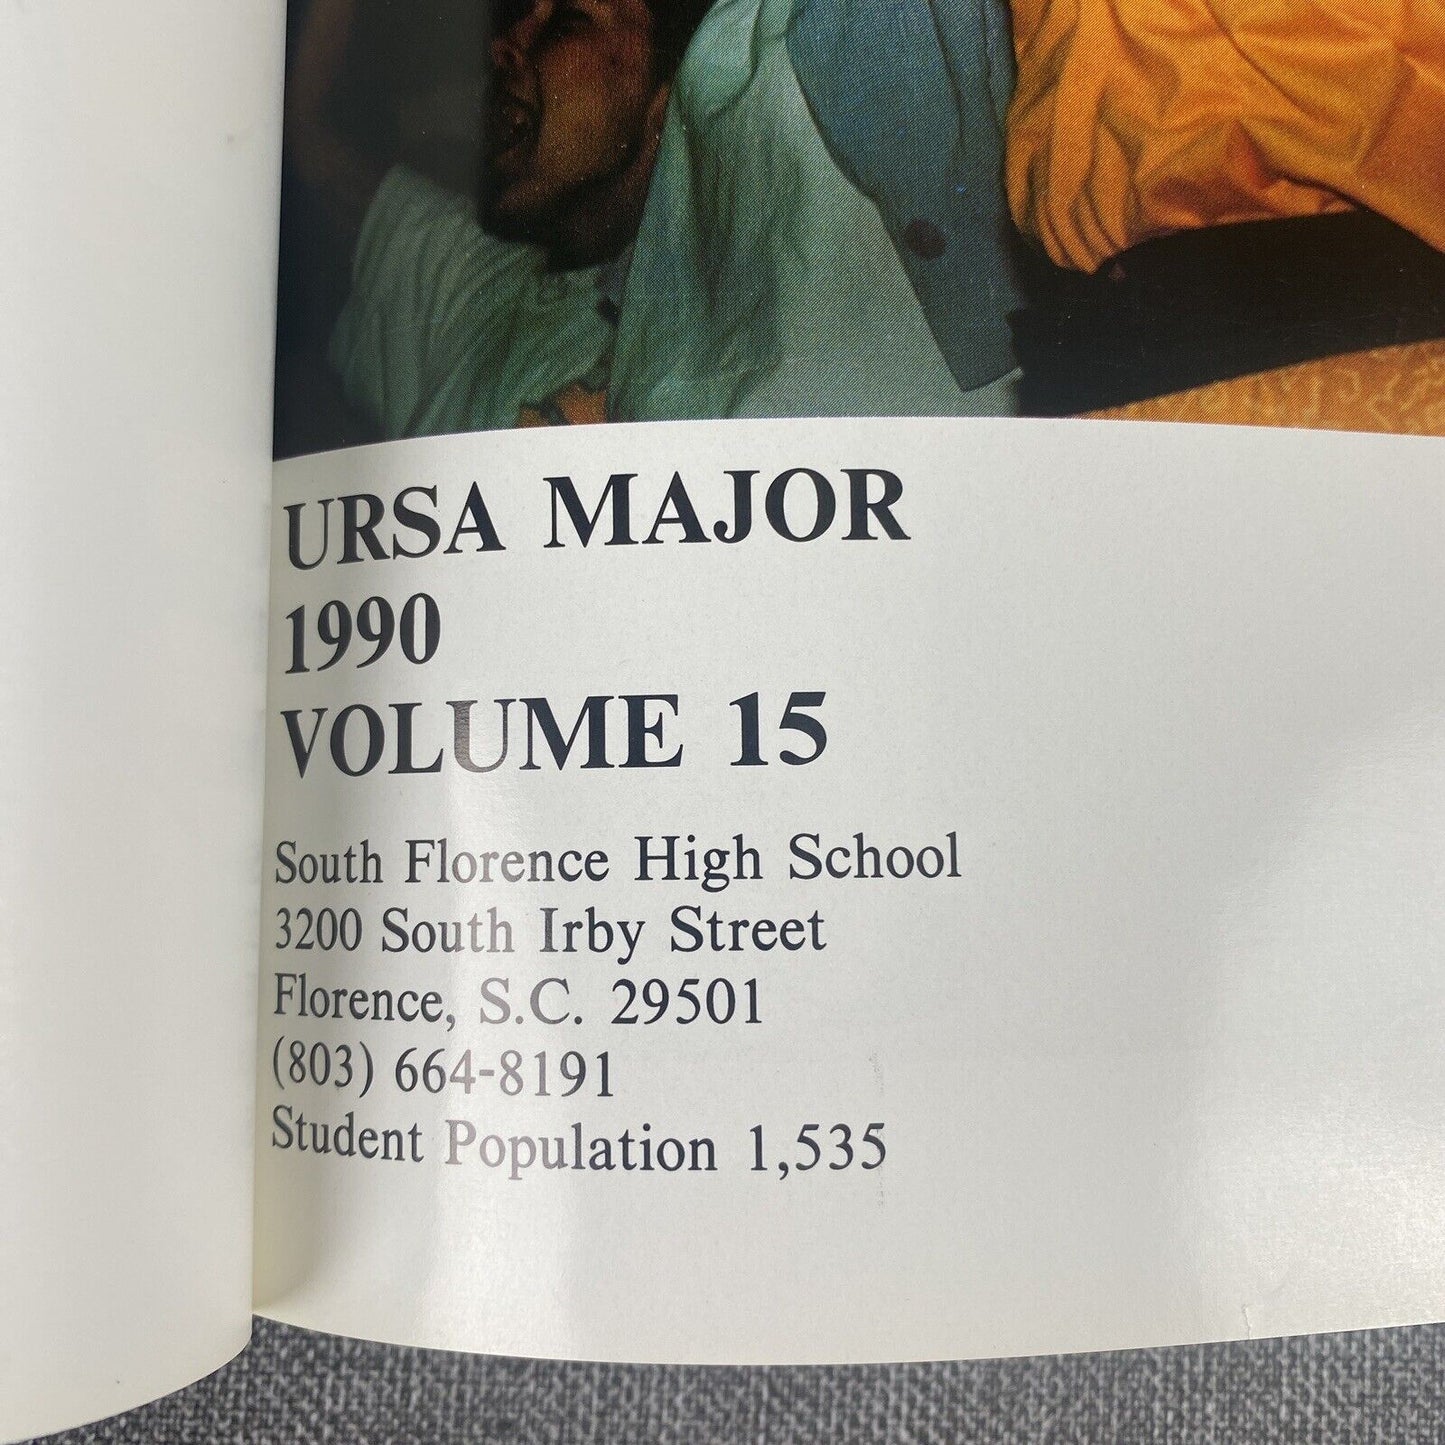 URSA MAJOR
1990
VOLUME 15
South Florence High School
3200 South Irby Street
Florence, S.C. 29501
(803) 664-8191
Student Population 1,535